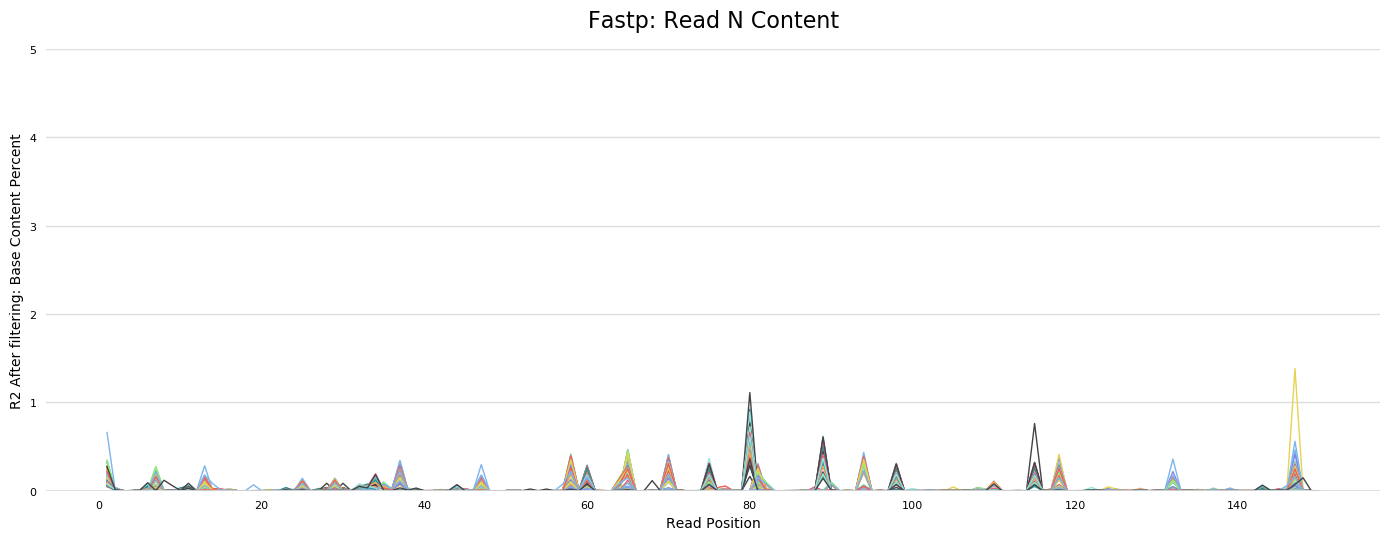 Fastp: Read N Content
R2 After filtering: Base Content Percent
5
4
3
2
1
0
0 20 40 60 80 100 120 140
Read Position